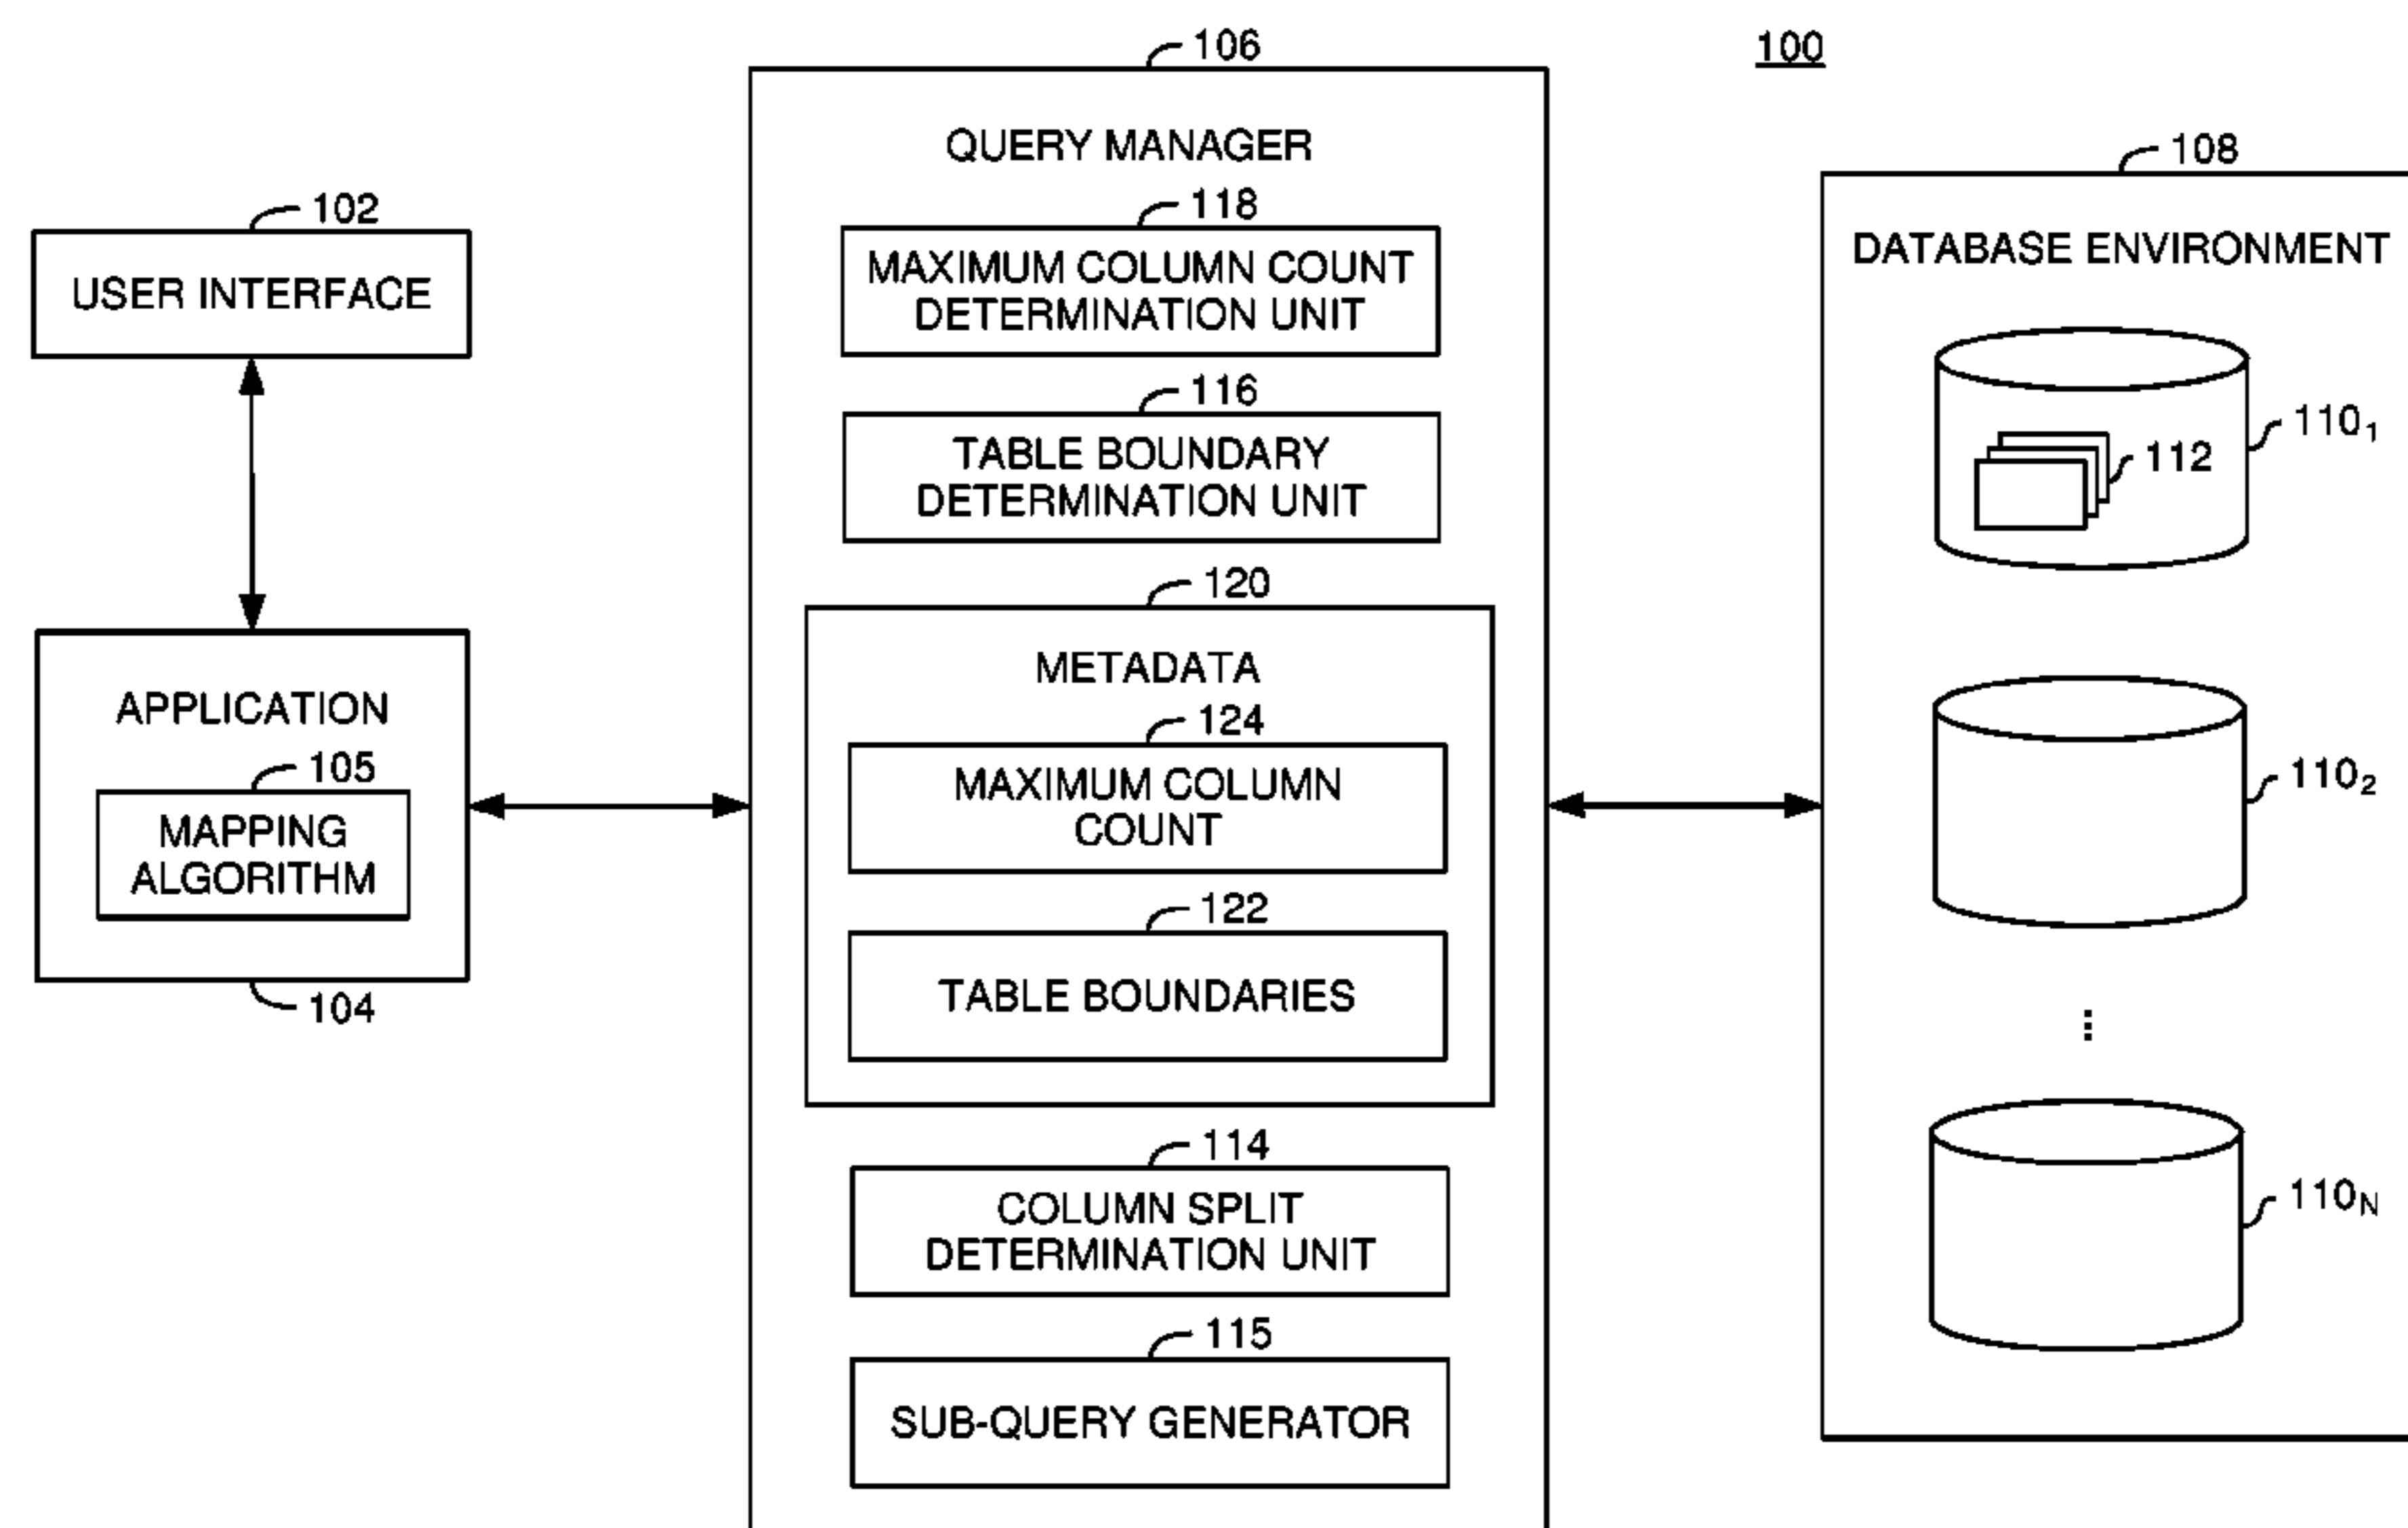 100
102
USER INTERFACE
APPLICATION
105
MAPPING
ALGORITHM
104
106
QUERY MANAGER
118
MAXIMUM COLUMN COUNT
DETERMINATION UNIT
116
TABLE BOUNDARY
DETERMINATION UNIT
120
METADATA
124
MAXIMUM COLUMN
COUNT
122
TABLE BOUNDARIES
114
COLUMN SPLIT
DETERMINATION UNIT
115
SUB-QUERY GENERATOR
108
DATABASE ENVIRONMENT
110₁
112
110₂
⋮
110_N